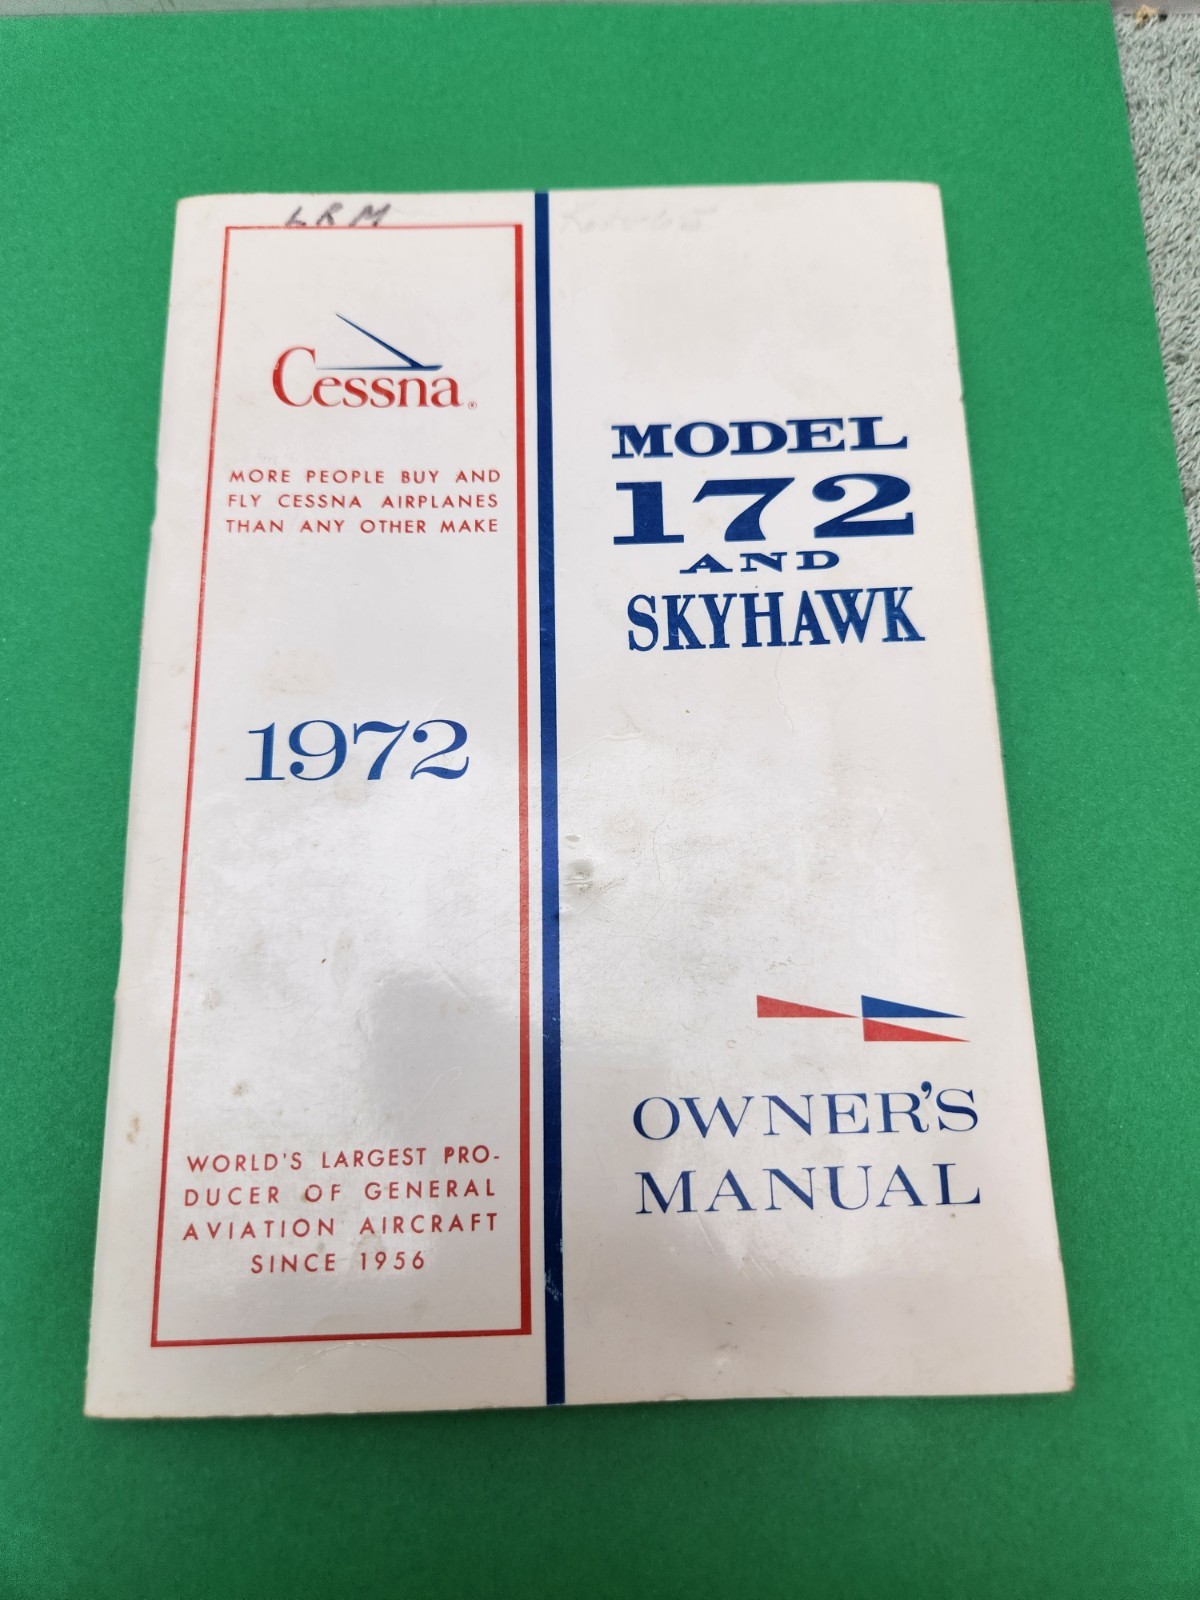 LRM
Cessna®
MORE PEOPLE BUY AND
FLY CESSNA AIRPLANES
THAN ANY OTHER MAKE
1972
WORLD'S LARGEST PRO-
DUCER OF GENERAL
AVIATION AIRCRAFT
SINCE 1956
MODEL
172
AND
SKYHAWK
OWNER'S
MANUAL